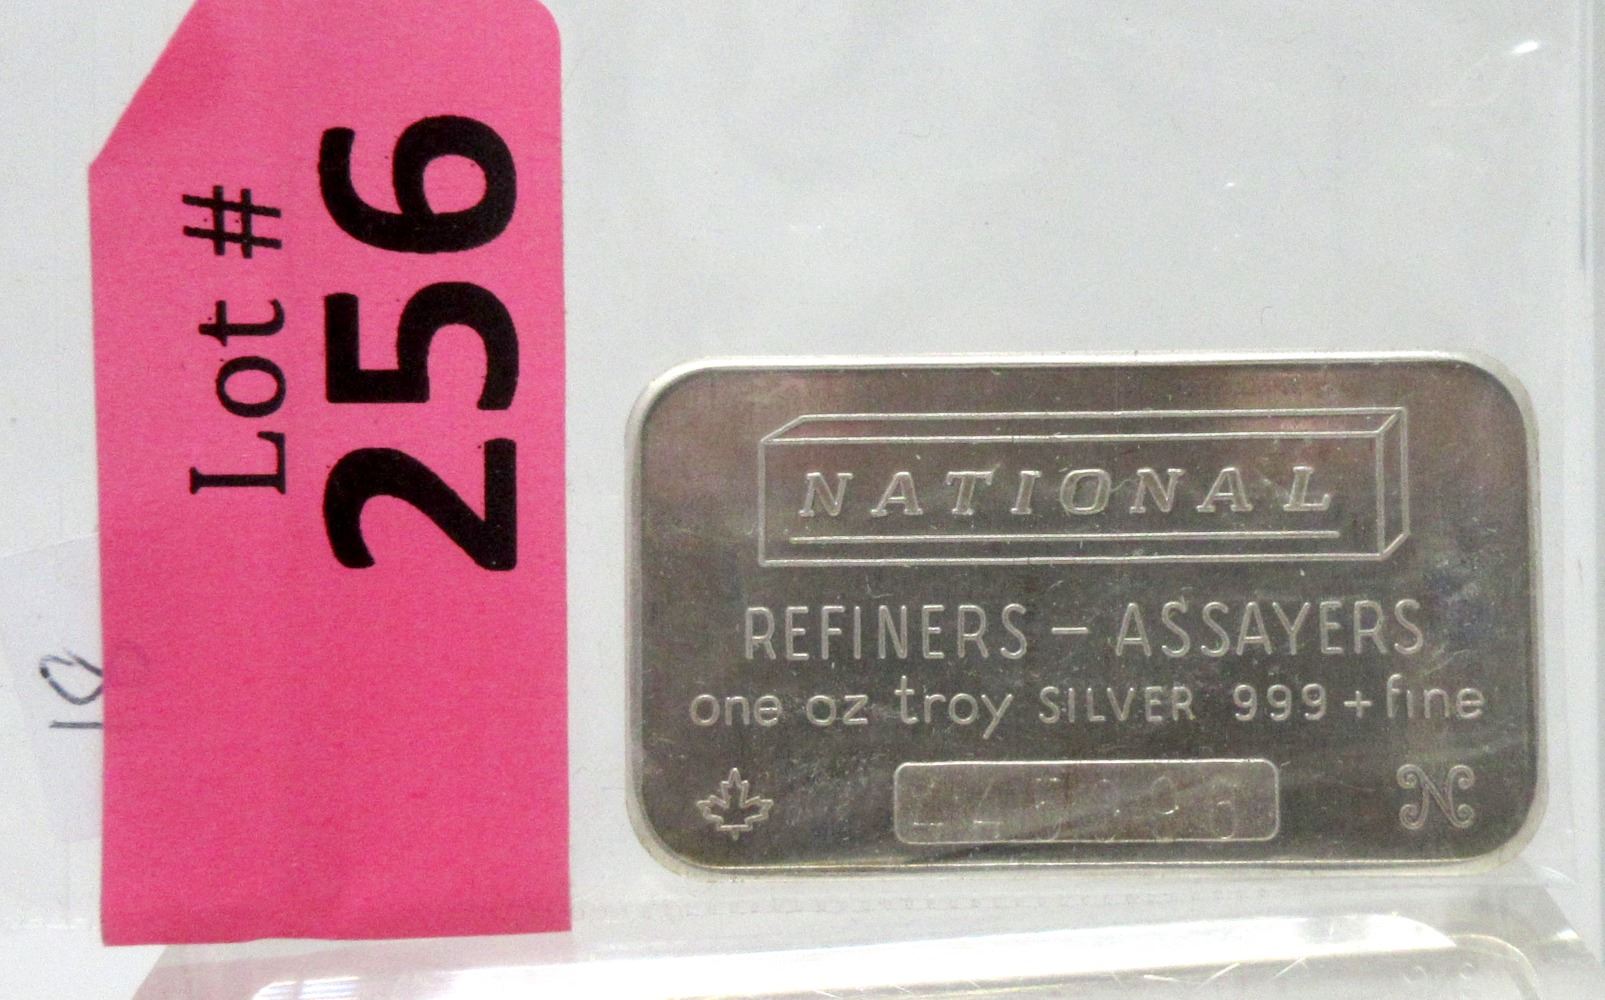 Lot #
256
NATIONAL
REFINERS – ASSAYERS
one oz troy SILVER 999+fine
N